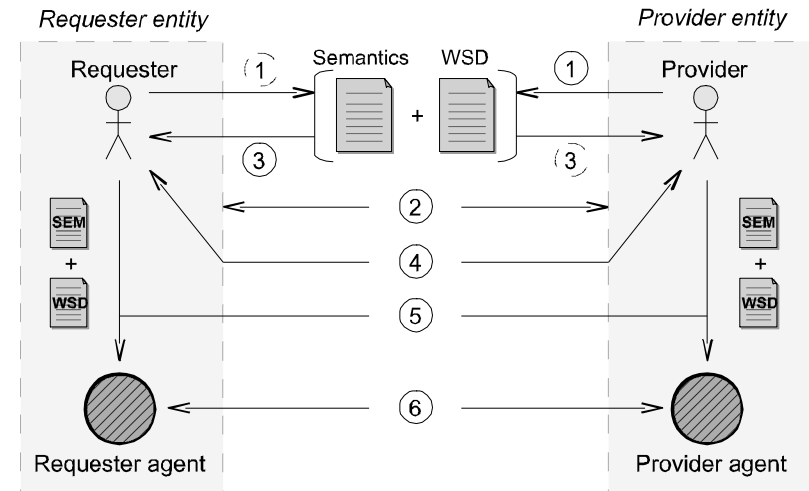 Requester entity
Provider entity
Requester
1
Semantics
WSD
1
Provider
+
3
3
2
SEM
SEM
+
+
4
WSD
WSD
5
6
Requester agent
Provider agent